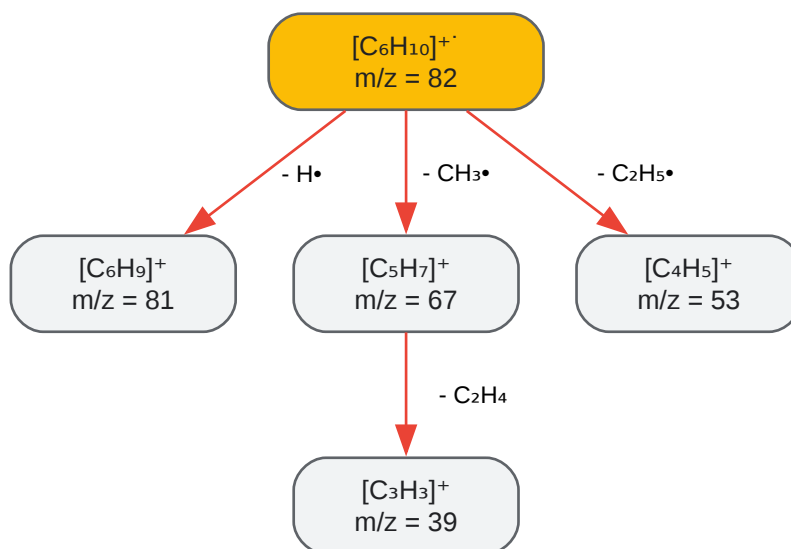 [C₆H₁₀]⁺˙
m/z = 82
- H•
- CH₃•
- C₂H₅•
[C₆H₉]⁺
m/z = 81
[C₅H₇]⁺
m/z = 67
[C₄H₅]⁺
m/z = 53
- C₂H₄
[C₃H₃]⁺
m/z = 39